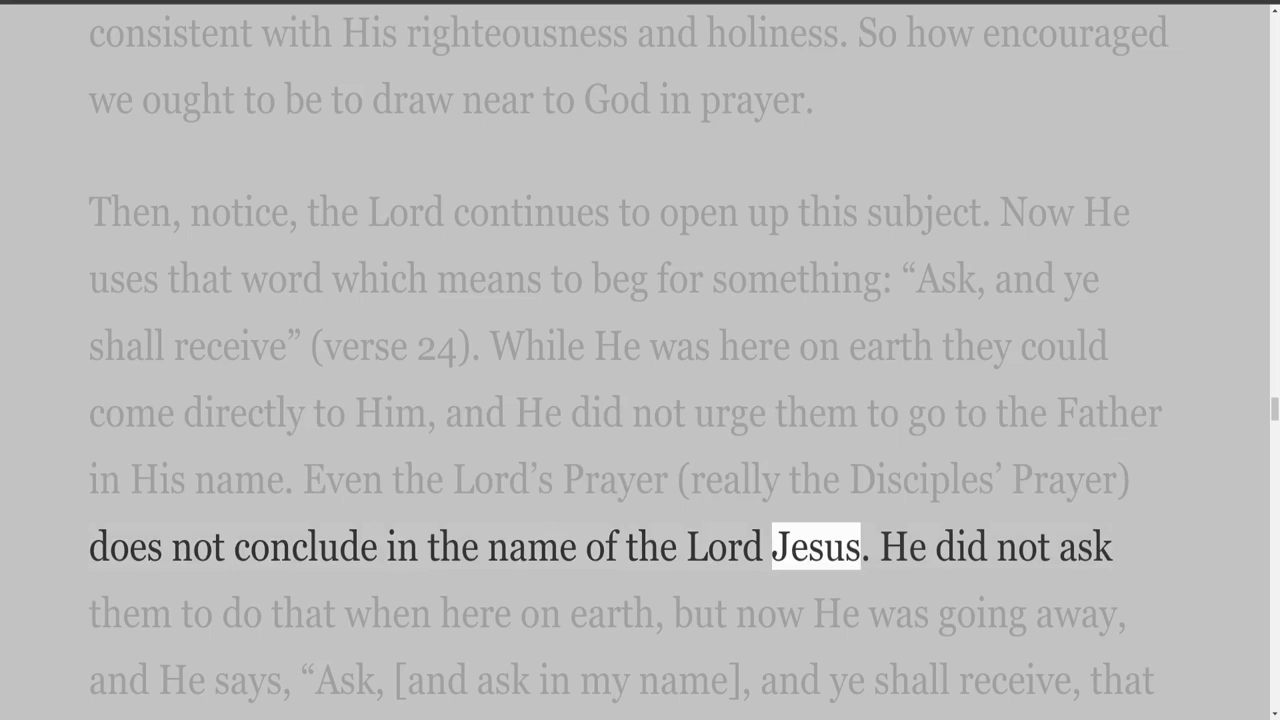 consistent with His righteousness and holiness. So how encouraged
we ought to be to draw near to God in prayer.
Then, notice, the Lord continues to open up this subject. Now He
uses that word which means to beg for something: “Ask, and ye
shall receive” (verse 24). While He was here on earth they could
come directly to Him, and He did not urge them to go to the Father
in His name. Even the Lord’s Prayer (really the Disciples’ Prayer)
does not conclude in the name of the Lord Jesus. He did not ask
them to do that when here on earth, but now He was going away,
and He says, “Ask, [and ask in my name], and ye shall receive, that